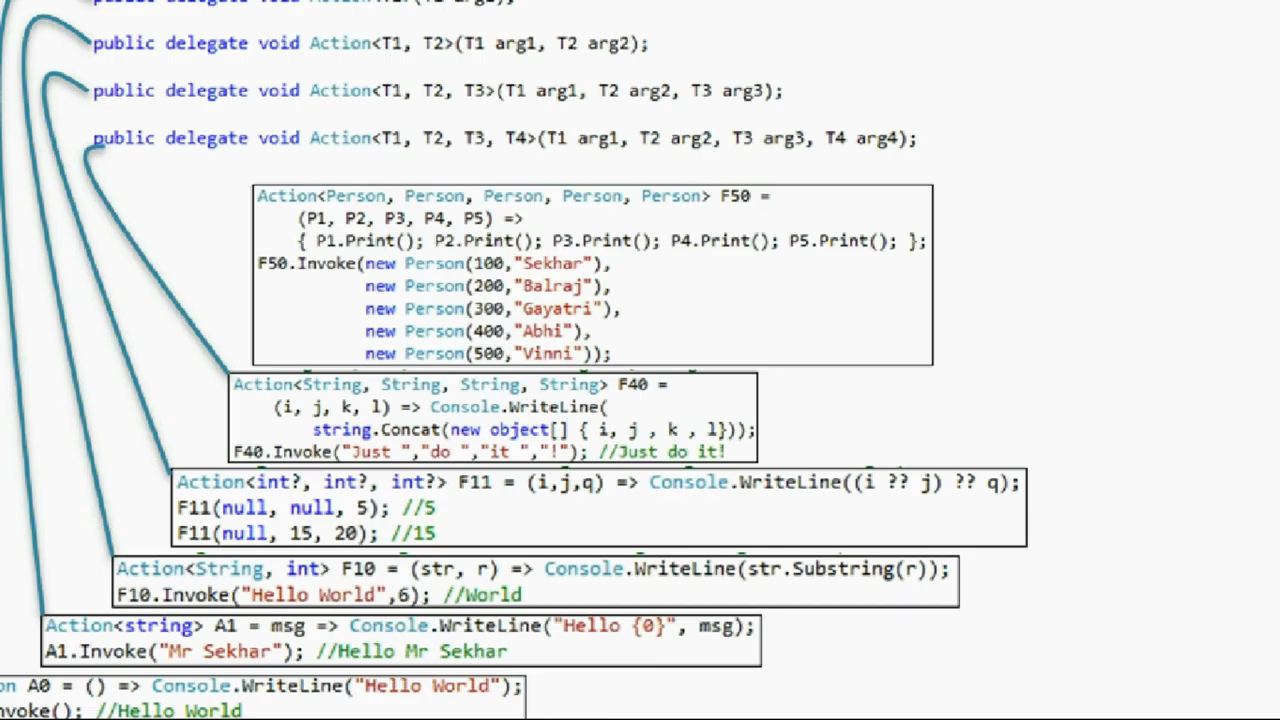 public delegate void
public delegate void Action<T1, T2>(T1 arg1, T2 arg2);
public delegate void Action<T1, T2, T3>(T1 arg1, T2 arg2, T3 arg3);
public delegate void Action<T1, T2, T3, T4>(T1 arg1, T2 arg2, T3 arg3, T4 arg4);
Action<Person, Person, Person, Person, Person> F50 =
(P1, P2, P3, P4, P5) =>
{ P1.Print(); P2.Print(); P3.Print(); P4.Print(); P5.Print(); };
F50.Invoke(new Person(100,"Sekhar"),
new Person(200,"Balraj"),
new Person(300,"Gayatri"),
new Person(400,"Abhi"),
new Person(500,"Vinni"));
Action<String, String, String, String> F40 =
(i, j, k, l) => Console.WriteLine(
string.Concat(new object[] { i, j , k , l}));
F40.Invoke("Just ","do ","it ","!"); //Just do it!
Action<int?, int?, int?> F11 = (i,j,q) => Console.WriteLine((i ?? j) ?? q);
F11(null, null, 5); //5
F11(null, 15, 20); //15
Action<String, int> F10 = (str, r) => Console.WriteLine(str.Substring(r));
F10.Invoke("Hello World",6); //World
Action<string> A1 = msg => Console.WriteLine("Hello {0}", msg);
A1.Invoke("Mr Sekhar"); //Hello Mr Sekhar
on A0 = () => Console.WriteLine("Hello World");
nvoke(); //Hello World